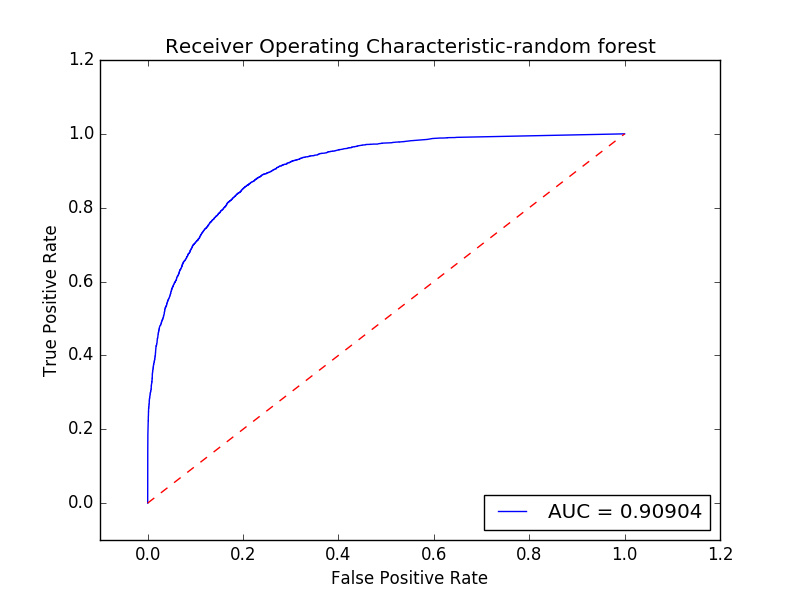 Receiver Operating Characteristic-random forest
1.2
1.0
0.8
0.6
0.4
0.2
0.0
True Positive Rate
AUC = 0.90904
0.0 0.2 0.4 0.6 0.8 1.0 1.2
False Positive Rate